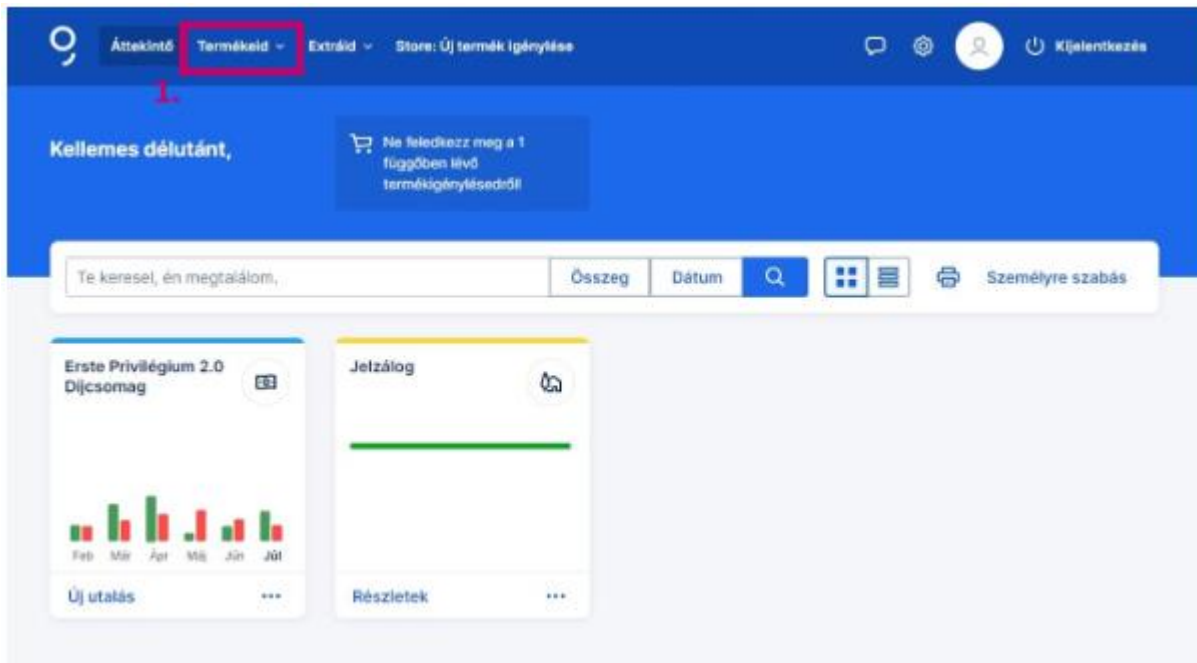 Áttekintő Termékeid Extráid Store: Új termék igénylése Kijelentkezés
1.
Kellemes délutánt,
Ne feledkezz meg a 1
függőben lévő
termékigénylésedről!
Te keresel, én megtalálom.
Összeg Dátum Személyre szabás
Erste Privilégium 2.0
Díjcsomag
Jelzálog
Feb Már Ápr Máj Jún Júl
Új utalás ...
Részletek ...